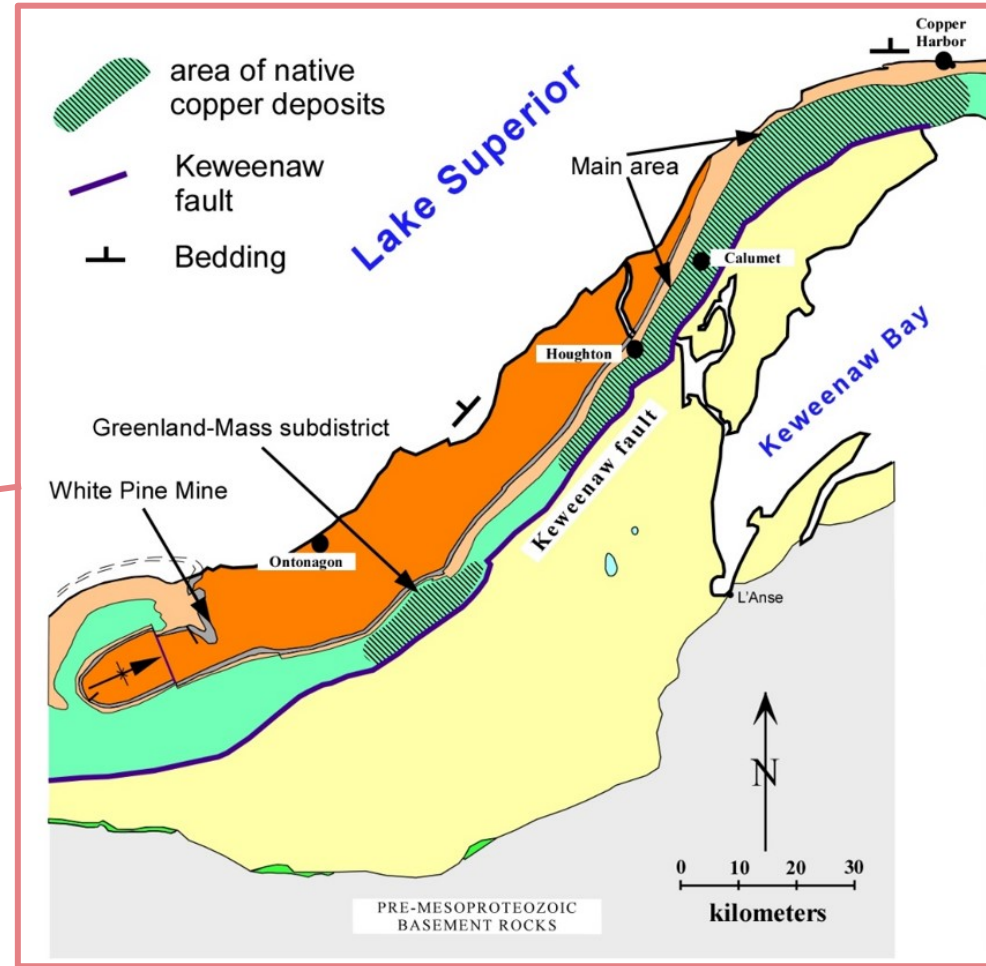 area of native
copper deposits
Keweenaw
fault
Bedding
Lake Superior
Copper
Harbor
Main area
Calumet
Houghton
Keweenaw Bay
Greenland-Mass subdistrict
White Pine Mine
Keweenaw fault
Ontonagon
L'Anse
N
0 10 20 30
kilometers
PRE-MESOPROTEOZOIC
BASEMENT ROCKS